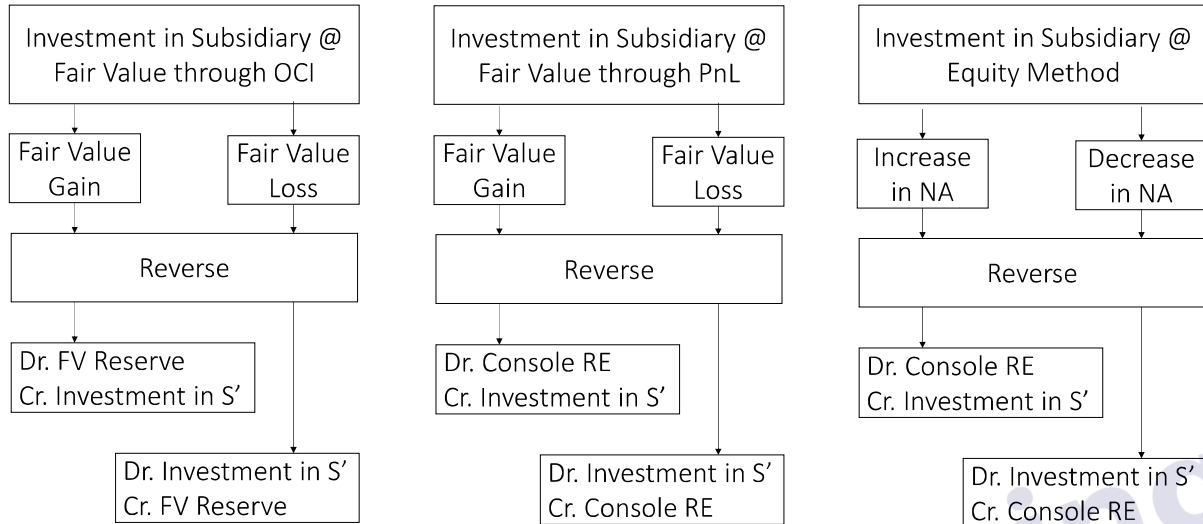 Investment in Subsidiary @
Fair Value through OCI
Fair Value
Gain
Fair Value
Loss
Reverse
Dr. FV Reserve
Cr. Investment in S’
Dr. Investment in S’
Cr. FV Reserve
Investment in Subsidiary @
Fair Value through PnL
Fair Value
Gain
Fair Value
Loss
Reverse
Dr. Console RE
Cr. Investment in S’
Dr. Investment in S’
Cr. Console RE
Investment in Subsidiary @
Equity Method
Increase
in NA
Decrease
in NA
Reverse
Dr. Console RE
Cr. Investment in S’
Dr. Investment in S’
Cr. Console RE